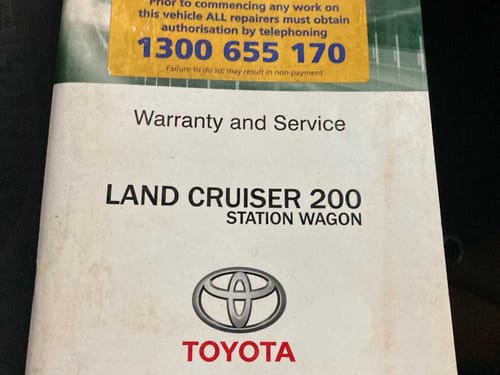 Prior to commencing any work on
this vehicle ALL repairers must obtain
authorisation by telephoning
1300 655 170
Failure to do so, may result in non-payment
Warranty and Service
LAND CRUISER 200
STATION WAGON
TOYOTA